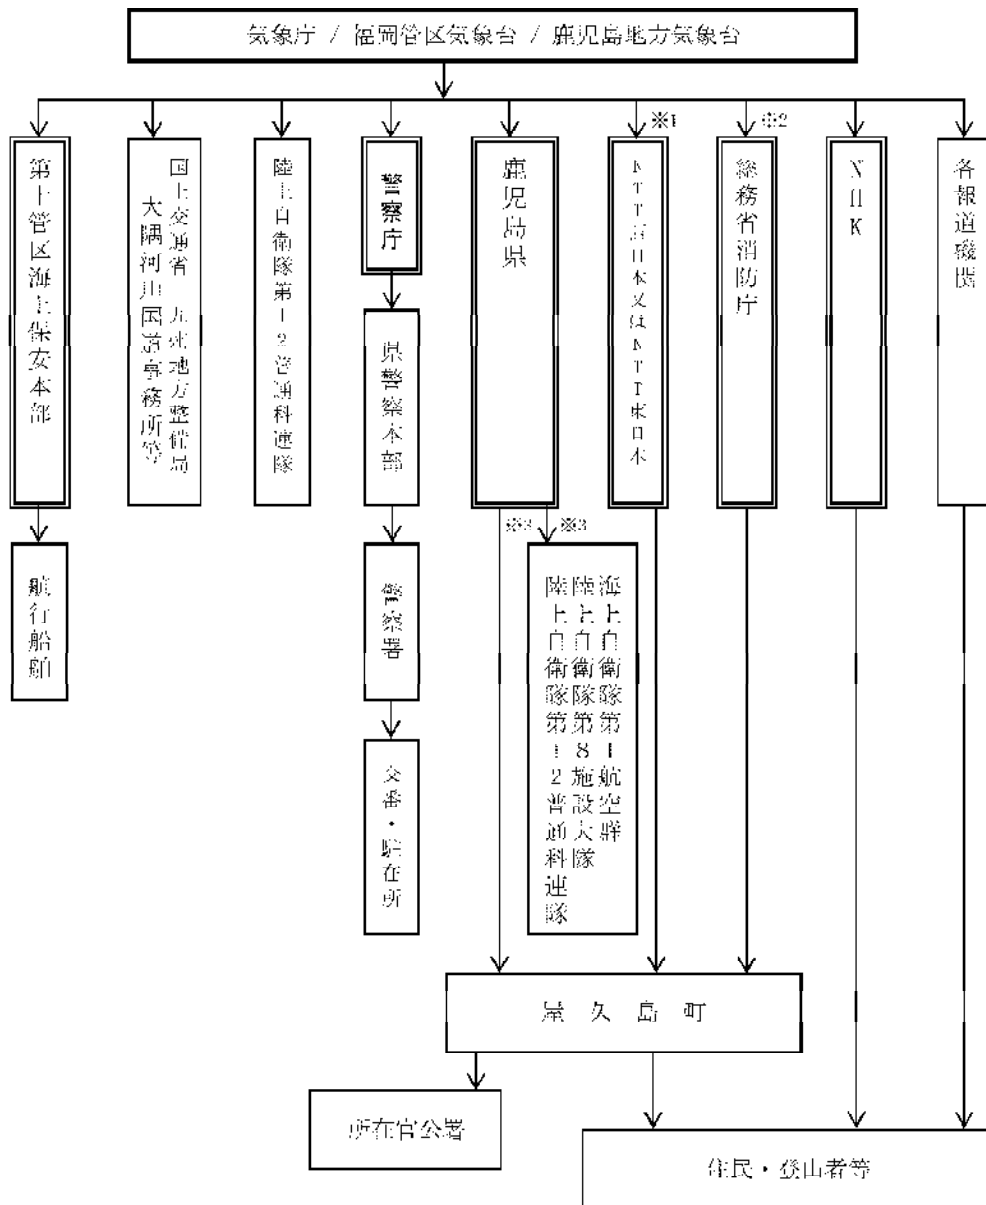 気象庁 / 福岡管区気象台 / 鹿児島地方気象台
※1
※2
第十管区海上保安本部
国土交通省 九州地方整備局
大隅河川国道事務所等
陸上自衛隊第12普通科連隊
警察庁
鹿児島県
NTT西日本又はNTT東日本
総務省消防庁
NHK
各報道機関
県警察本部
※3
※3
航行船舶
警察署
海上自衛隊第1航空群
陸上自衛隊第8施設大隊
陸上自衛隊第12普通科連隊
交番・駐在所
屋久島町
所在官公署
住民・登山者等